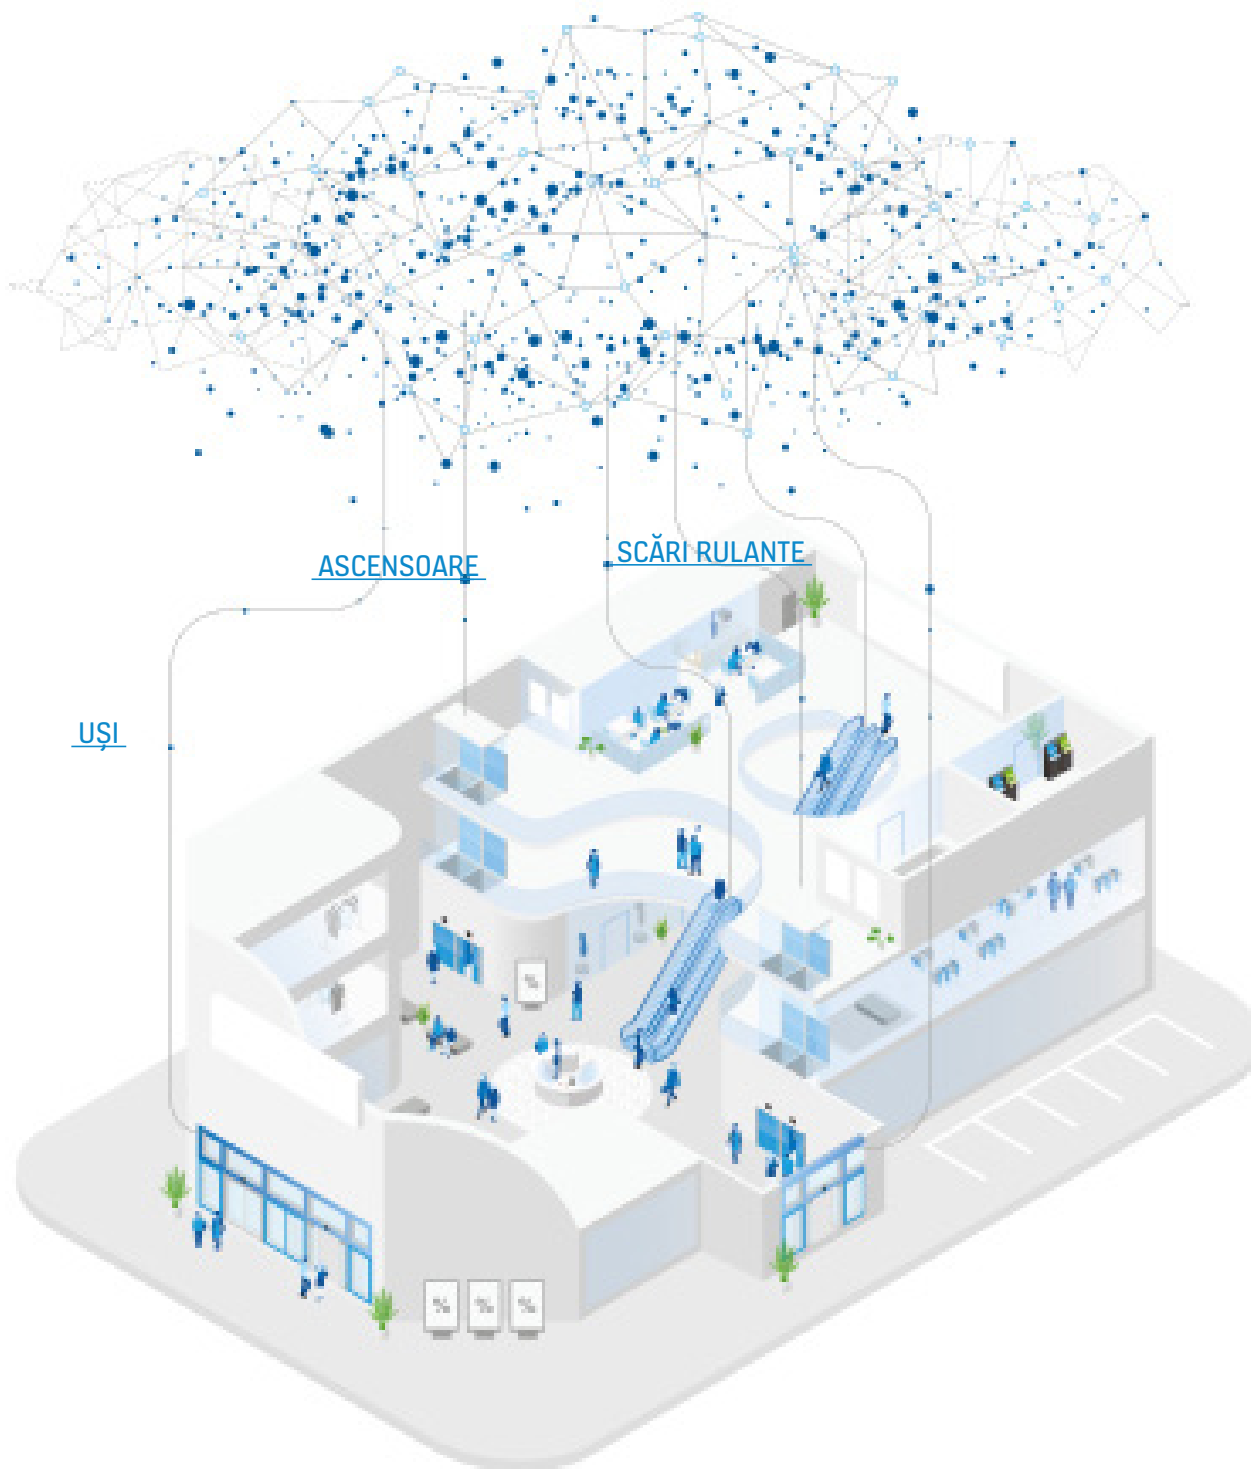 ASCENSOARE
SCĂRI RULANTE
UȘI
%
% % %